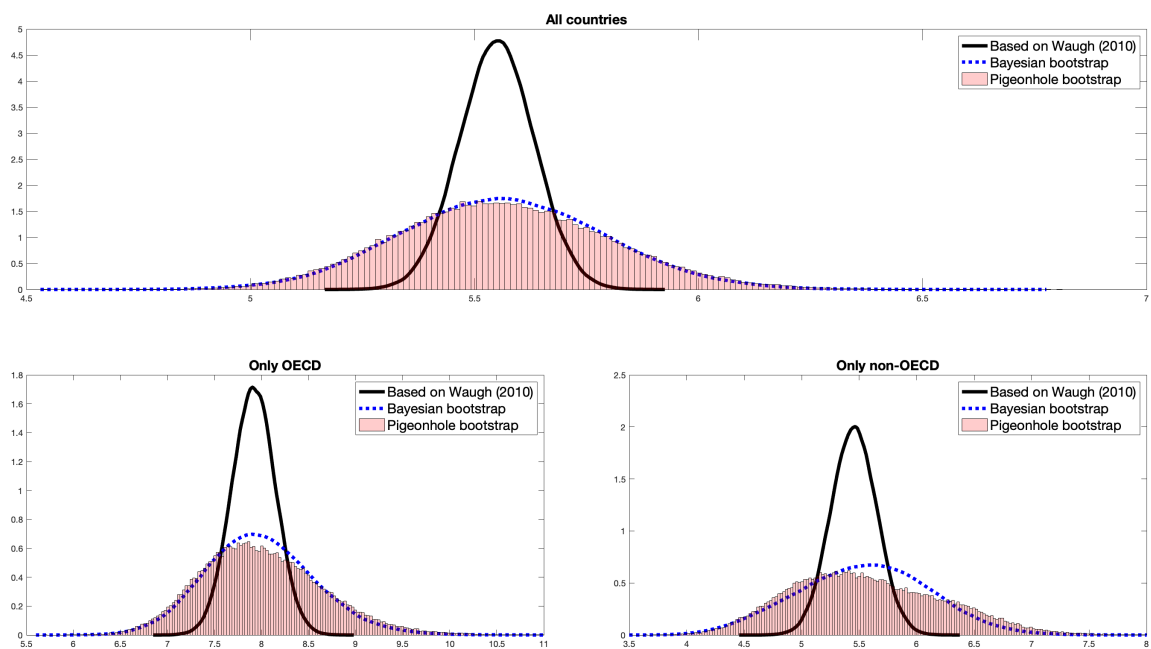 All countries
5
4.5
4
3.5
3
2.5
2
1.5
1
0.5
0
4.5 5 5.5 6 6.5 7
Based on Waugh (2010)
Bayesian bootstrap
Pigeonhole bootstrap
Only OECD
1.8
1.6
1.4
1.2
1
0.8
0.6
0.4
0.2
0
5.5 6 6.5 7 7.5 8 8.5 9 9.5 10 10.5 11
Based on Waugh (2010)
Bayesian bootstrap
Pigeonhole bootstrap
Only non-OECD
2.5
2
1.5
1
0.5
0
3.5 4 4.5 5 5.5 6 6.5 7 7.5 8
Based on Waugh (2010)
Bayesian bootstrap
Pigeonhole bootstrap